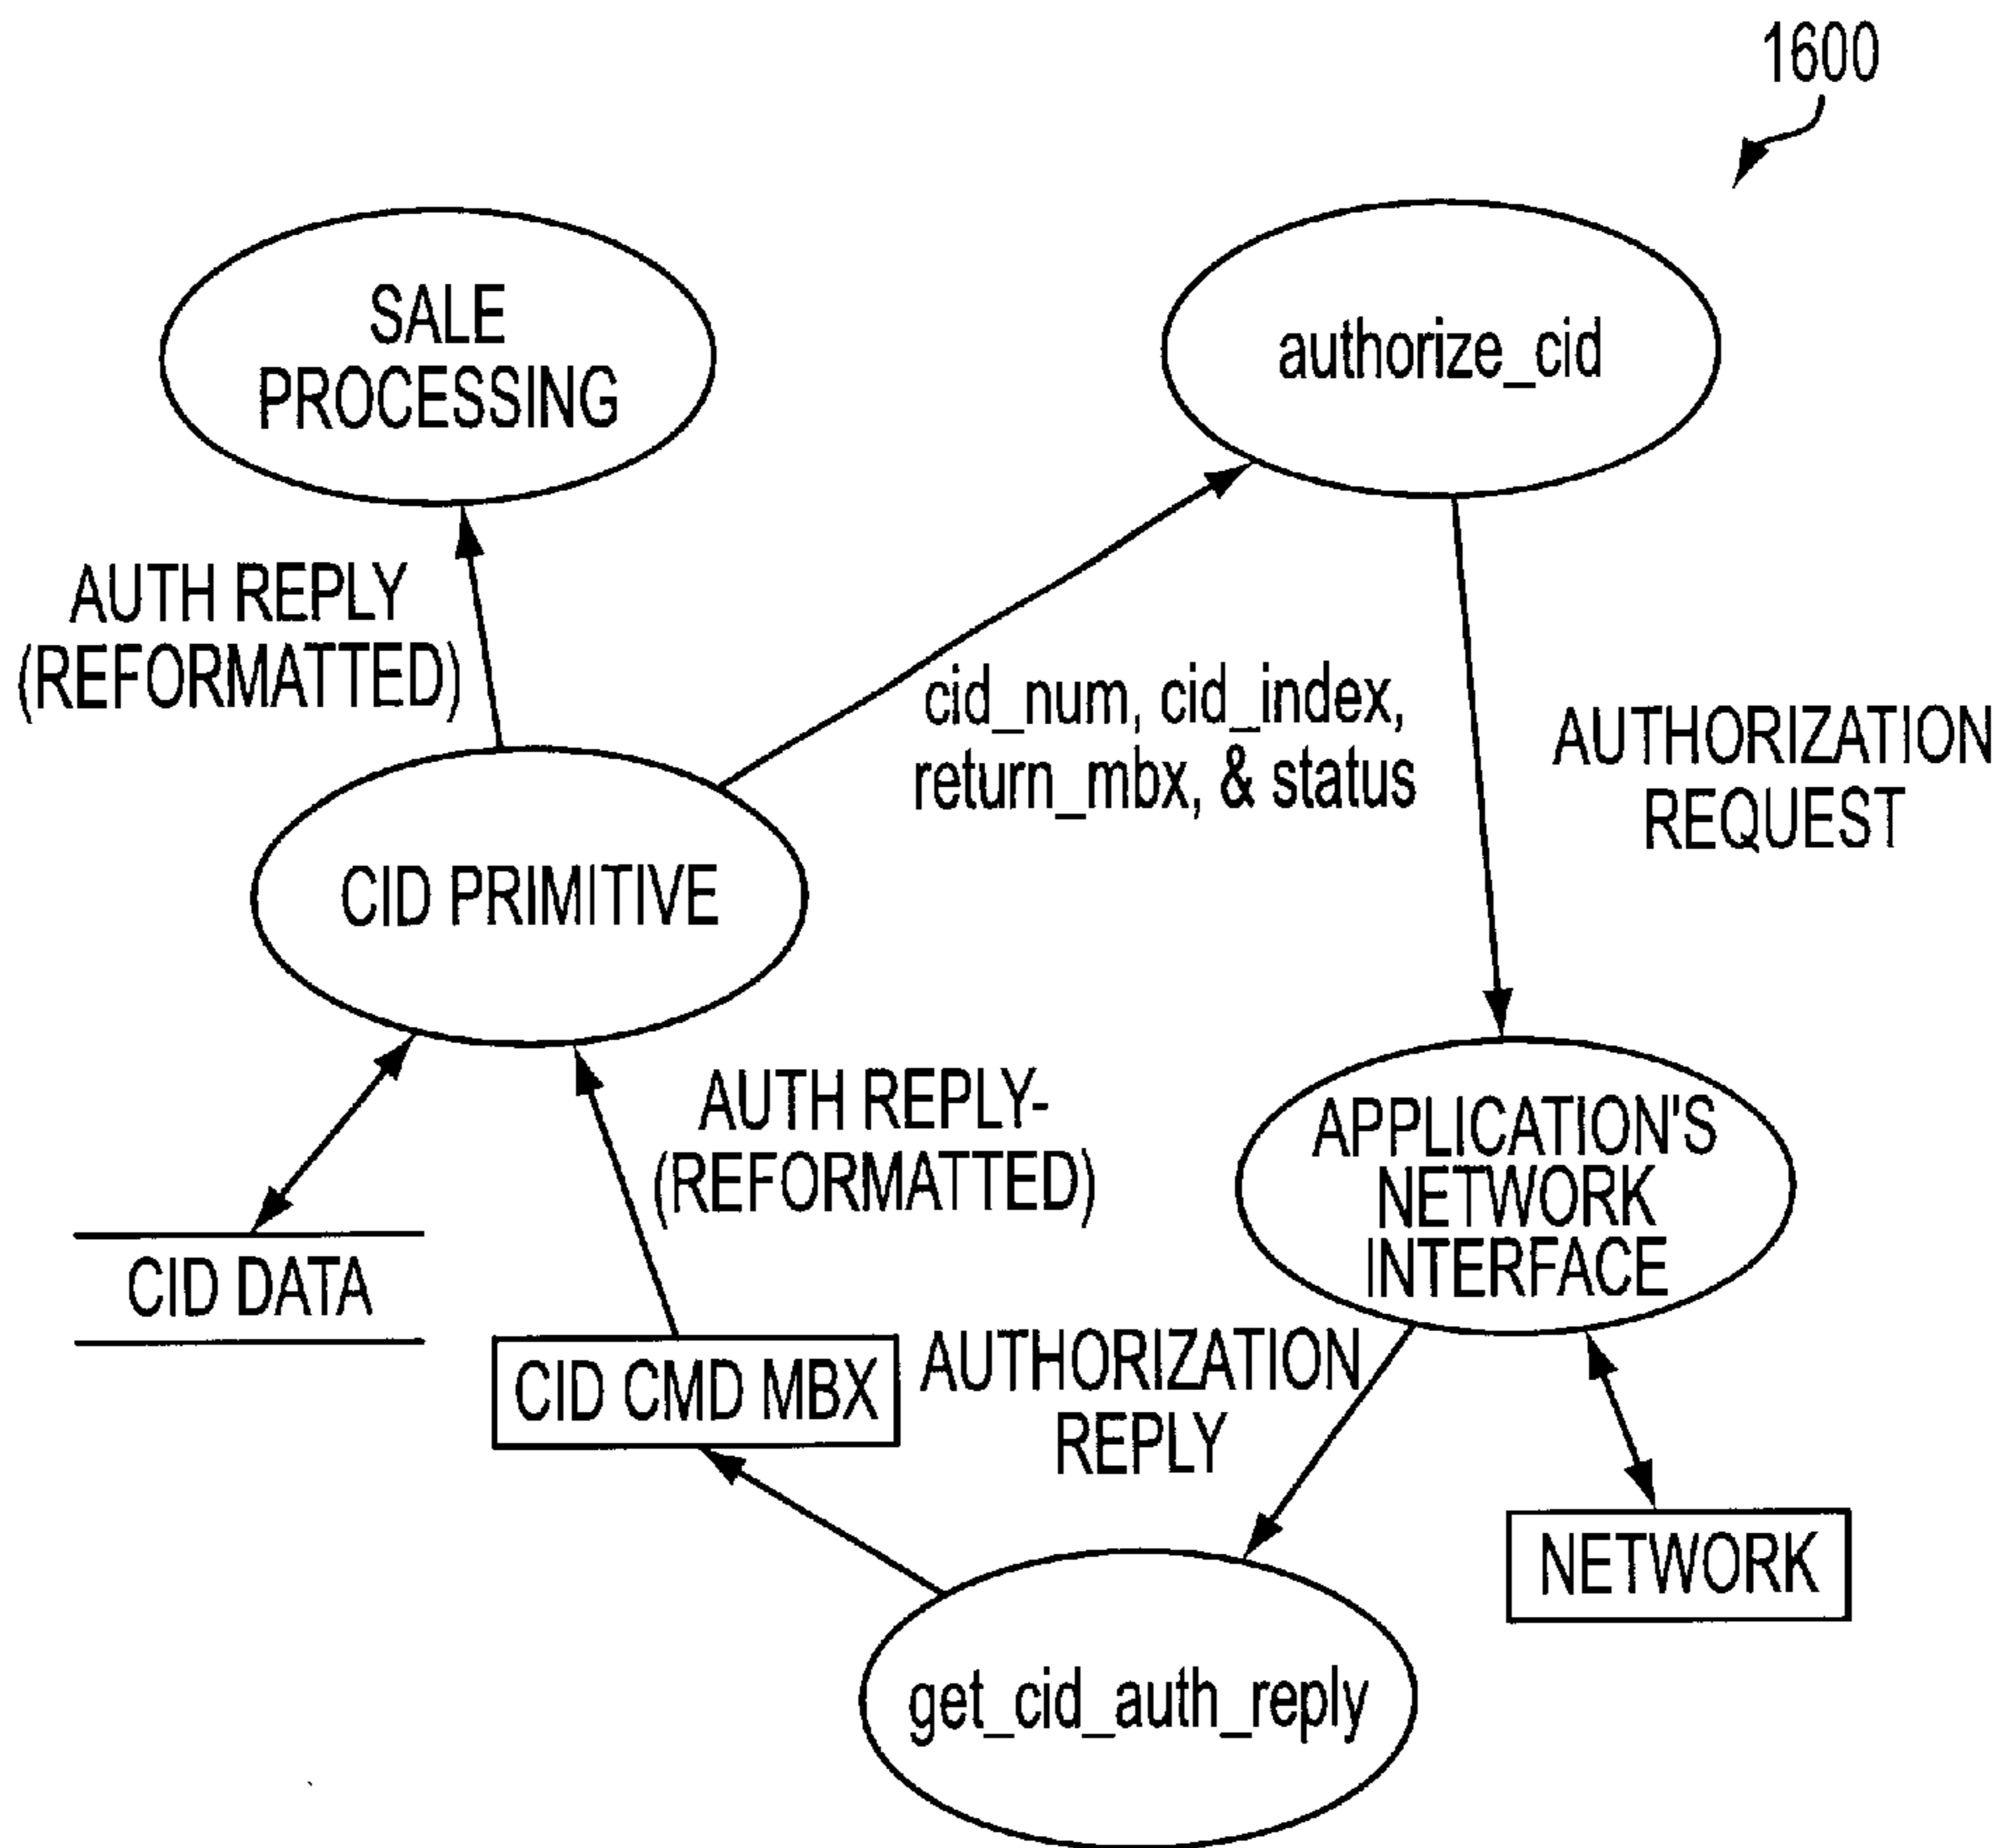 1600
SALE
PROCESSING
authorize_cid
AUTH REPLY
(REFORMATTED)
cid_num, cid_index,
return_mbx, & status
AUTHORIZATION
REQUEST
CID PRIMITIVE
AUTH REPLY-
(REFORMATTED)
APPLICATION'S
NETWORK
INTERFACE
CID DATA
CID CMD MBX
AUTHORIZATION
REPLY
NETWORK
get_cid_auth_reply